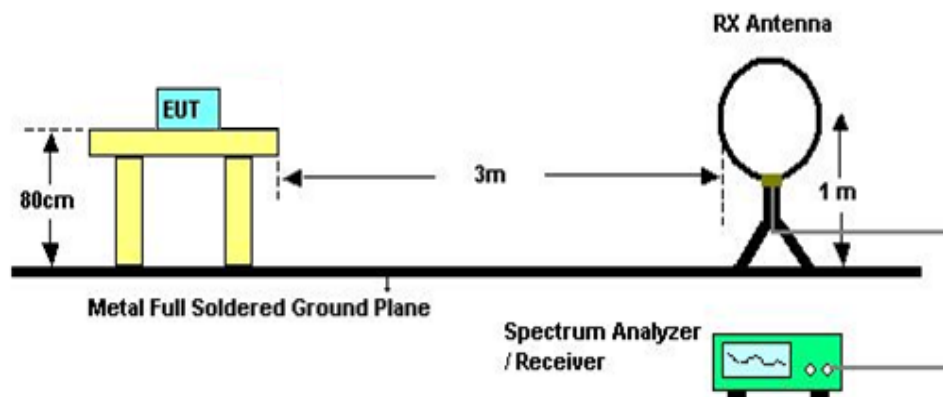 RX Antenna
EUT
80cm
3m
1 m
Metal Full Soldered Ground Plane
Spectrum Analyzer
/ Receiver